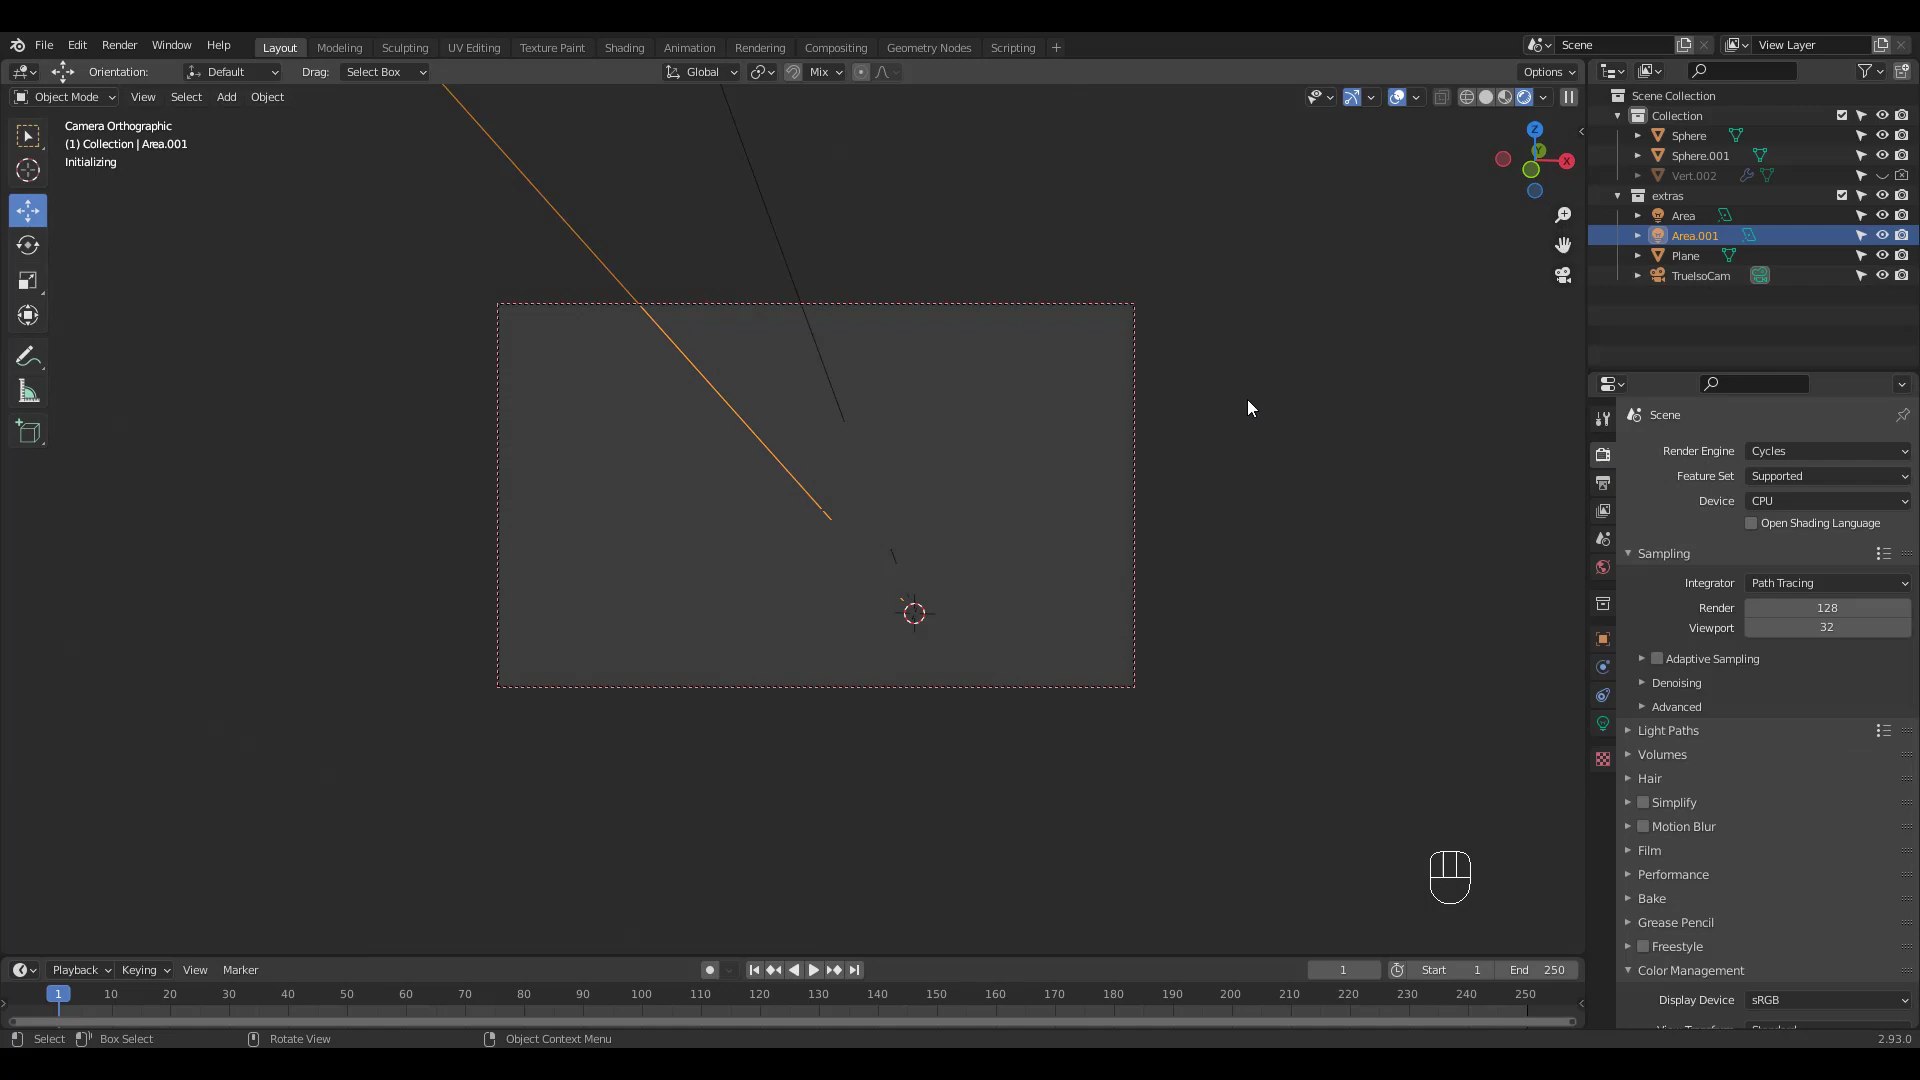 File Edit Render Window Help Layout Modeling Sculpting UV Editing Texture Paint Shading Animation Rendering Compositing Geometry Nodes Scripting + Scene View Layer
Orientation: Default Drag: Select Box Global Mix Options
Object Mode View Select Add Object
Camera Orthographic
(1) Collection | Area.001
Initializing
Z
Y
X
Scene Collection
Collection
Sphere
Sphere.001
Vert.002
extras
Area
Area.001
Plane
TrueIsoCam
Scene
Render Engine Cycles
Feature Set Supported
Device CPU
Open Shading Language
Sampling
Integrator Path Tracing
Render 128
Viewport 32
Adaptive Sampling
Denoising
Advanced
Light Paths
Volumes
Hair
Simplify
Motion Blur
Film
Performance
Bake
Grease Pencil
Freestyle
Color Management
Display Device sRGB
Playback Keying View Marker 1 Start 1 End 250
1 10 20 30 40 50 60 70 80 90 100 110 120 130 140 150 160 170 180 190 200 210 220 230 240 250
Select Box Select Rotate View Object Context Menu 2.93.0